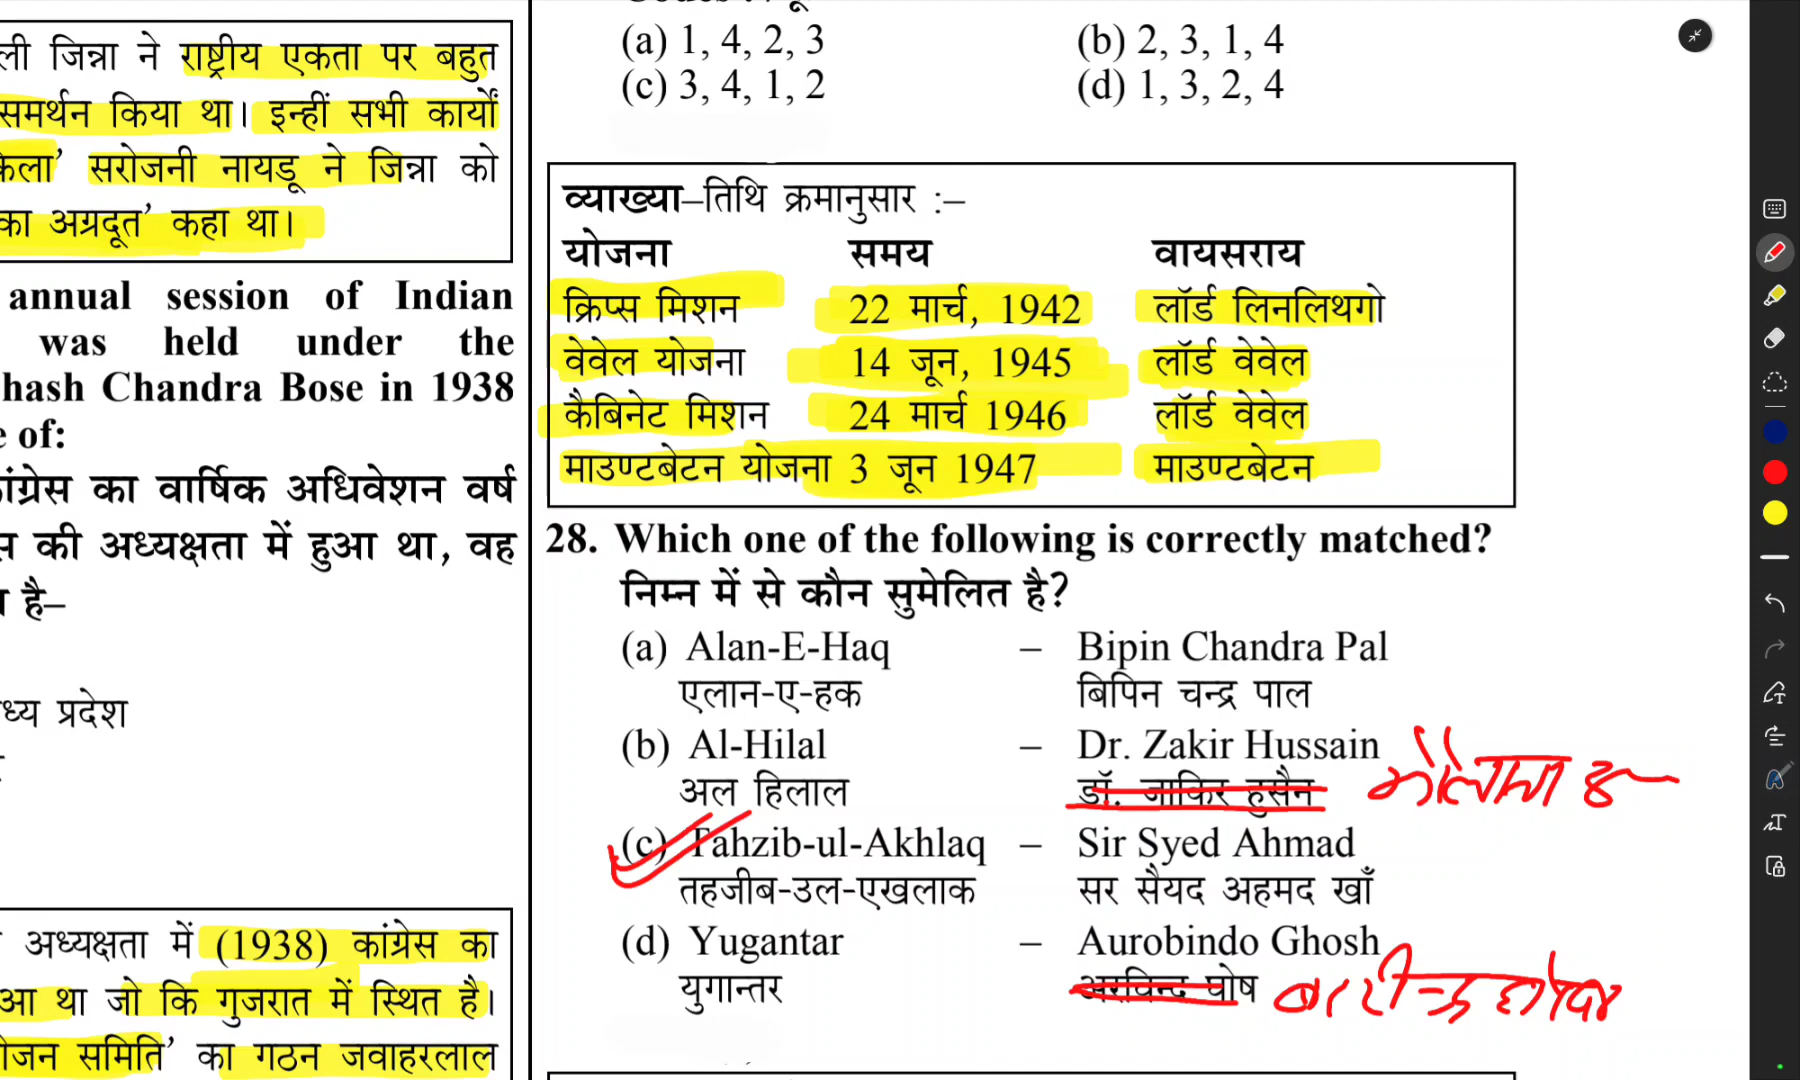 ली जिन्ना ने राष्ट्रीय एकता पर बहुत
समर्थन किया था। इन्हीं सभी कार्यों
सरोजनी नायडू ने जिन्ना को
का अग्रदूत’ कहा था।
annual session of Indian
was held under the
hash Chandra Bose in 1938
e of:
कांग्रेस का वार्षिक अधिवेशन वर्ष
की अध्यक्षता में हुआ था, वह
है–
ध्य प्रदेश
अध्यक्षता में (1938) कांग्रेस का
आ था जो कि गुजरात में स्थित है।
ोजन समिति’ का गठन जवाहरलाल
(a) 1, 4, 2, 3 (b) 2, 3, 1, 4
(c) 3, 4, 1, 2 (d) 1, 3, 2, 4
व्याख्या–तिथि क्रमानुसार :–
योजना समय वायसराय
क्रिप्स मिशन 22 मार्च, 1942 लॉर्ड लिनलिथगो
वेवेल योजना 14 जून, 1945 लॉर्ड वेवेल
कैबिनेट मिशन 24 मार्च 1946 लॉर्ड वेवेल
माउण्टबेटन योजना 3 जून 1947 माउण्टबेटन
28. Which one of the following is correctly matched?
निम्न में से कौन सुमेलित है?
(a) Alan-E-Haq – Bipin Chandra Pal
एलान-ए-हक बिपिन चन्द्र पाल
(b) Al-Hilal – Dr. Zakir Hussain
अल हिलाल डॉ. जाकिर हुसैन
(c) Tahzib-ul-Akhlaq – Sir Syed Ahmad
तहजीब-उल-एखलाक सर सैयद अहमद खाँ
(d) Yugantar – Aurobindo Ghosh
युगान्तर अरविन्द घोष